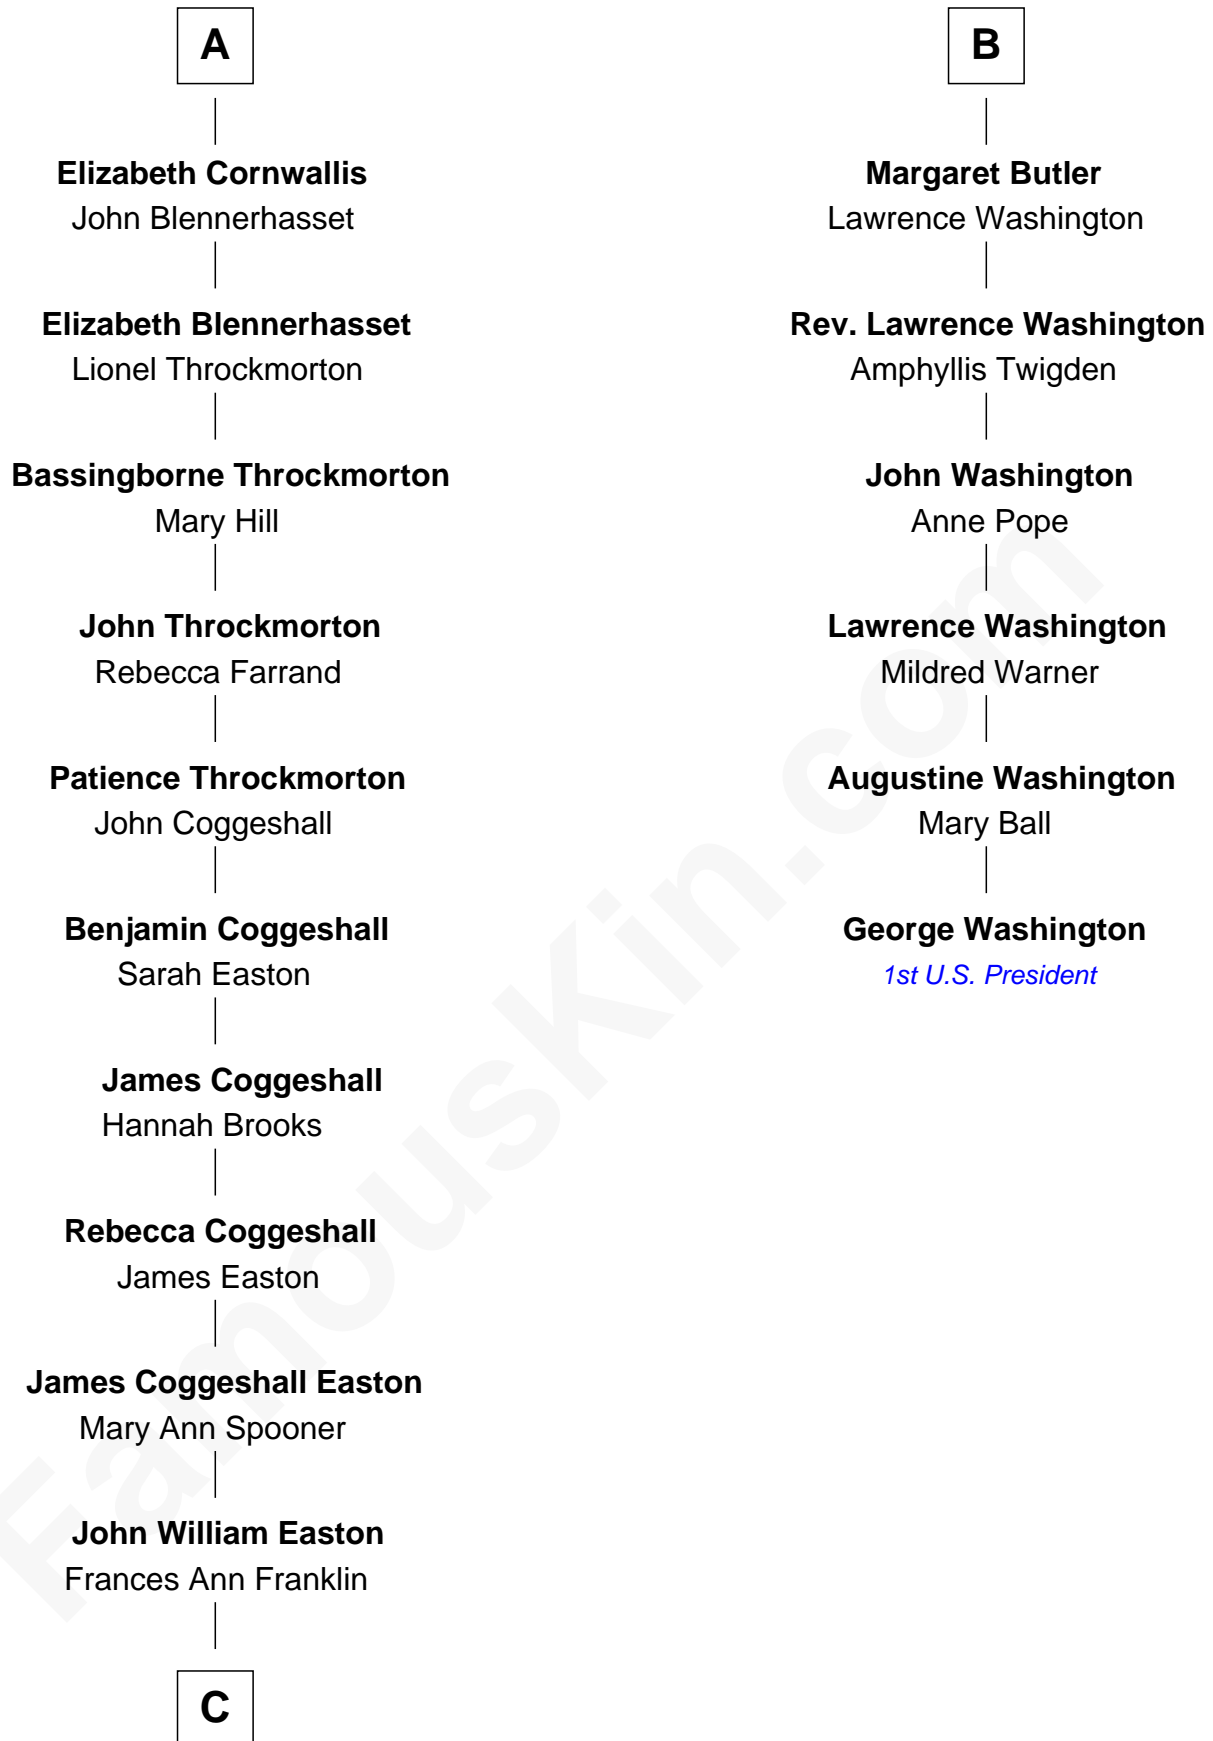 A
Elizabeth Cornwallis
John Blennerhasset
Elizabeth Blennerhasset
Lionel Throckmorton
Bassingborne Throckmorton
Mary Hill
John Throckmorton
Rebecca Farrand
Patience Throckmorton
John Coggeshall
Benjamin Coggeshall
Sarah Easton
James Coggeshall
Hannah Brooks
Rebecca Coggeshall
James Easton
James Coggeshall Easton
Mary Ann Spooner
John William Easton
Frances Ann Franklin
C
B
Margaret Butler
Lawrence Washington
Rev. Lawrence Washington
Amphyllis Twigden
John Washington
Anne Pope
Lawrence Washington
Mildred Warner
Augustine Washington
Mary Ball
George Washington
1st U.S. President
FamousKin.com